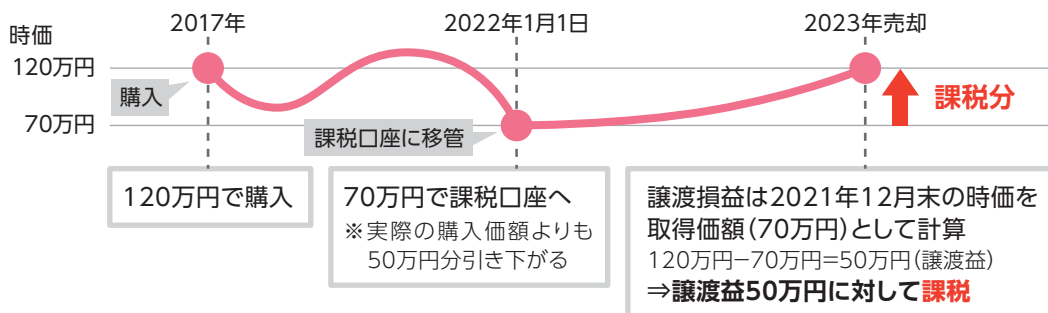 2017年
2022年1月1日
2023年売却
時価
120万円
購入
課税分
70万円
課税口座に移管
120万円で購入
70万円で課税口座へ
※実際の購入価額よりも
50万円分引き下がる
譲渡損益は2021年12月末の時価を
取得価額(70万円)として計算
120万円−70万円=50万円(譲渡益)
⇒譲渡益50万円に対して課税